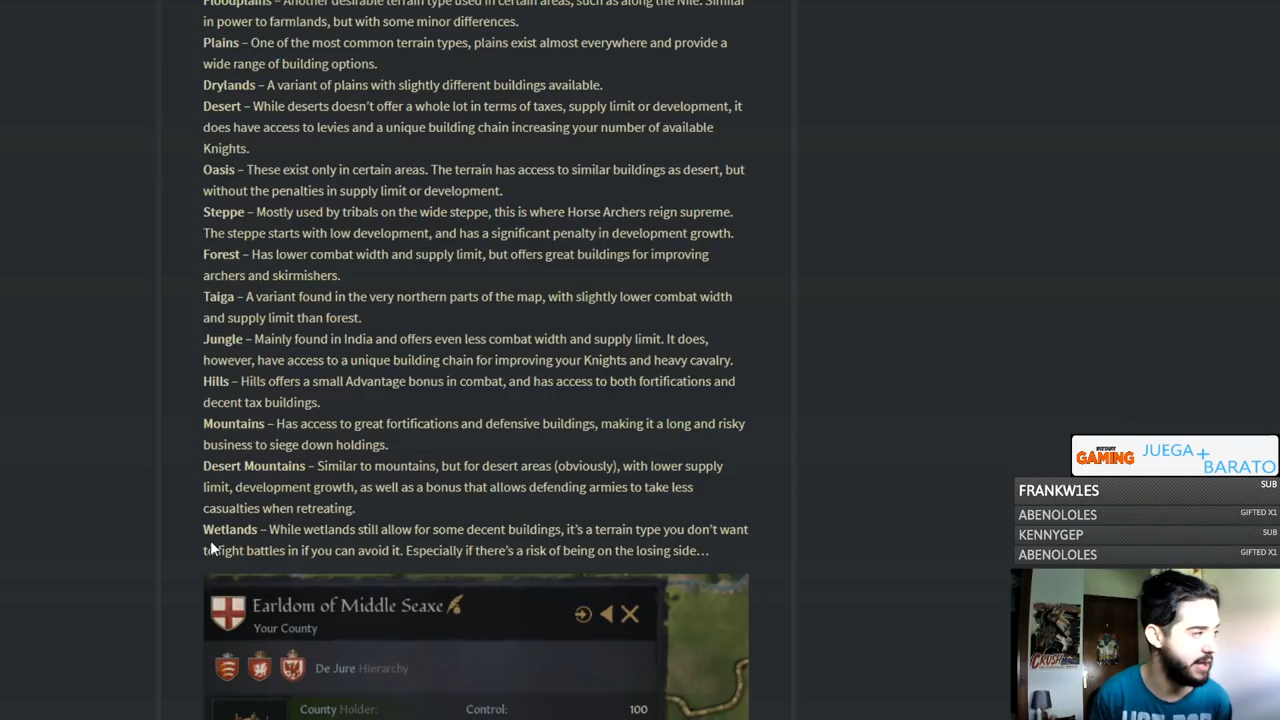 Floodplains – Another desirable terrain type used in certain areas, such as along the Nile. Similar
in power to farmlands, but with some minor differences.
Plains – One of the most common terrain types, plains exist almost everywhere and provide a
wide range of building options.
Drylands – A variant of plains with slightly different buildings available.
Desert – While deserts doesn't offer a whole lot in terms of taxes, supply limit or development, it
does have access to levies and a unique building chain increasing your number of available
Knights.
Oasis – These exist only in certain areas. The terrain has access to similar buildings as desert, but
without the penalties in supply limit or development.
Steppe – Mostly used by tribals on the wide steppe, this is where Horse Archers reign supreme.
The steppe starts with low development, and has a significant penalty in development growth.
Forest – Has lower combat width and supply limit, but offers great buildings for improving
archers and skirmishers.
Taiga – A variant found in the very northern parts of the map, with slightly lower combat width
and supply limit than forest.
Jungle – Mainly found in India and offers even less combat width and supply limit. It does,
however, have access to a unique building chain for improving your Knights and heavy cavalry.
Hills – Hills offers a small Advantage bonus in combat, and has access to both fortifications and
decent tax buildings.
Mountains – Has access to great fortifications and defensive buildings, making it a long and risky
business to siege down holdings.
Desert Mountains – Similar to mountains, but for desert areas (obviously), with lower supply
limit, development growth, as well as a bonus that allows defending armies to take less
casualties when retreating.
Wetlands – While wetlands still allow for some decent buildings, it's a terrain type you don't want
to fight battles in if you can avoid it. Especially if there's a risk of being on the losing side…
Earldom of Middle Seaxe
Your County
De Jure Hierarchy
County Holder:
Control:
100
GAMING
JUEGA+
BARATO
FRANKW1ES
SUB
ABENOLOLES
GIFTED X1
KENNYGEP
SUB
ABENOLOLES
GIFTED X1
CRUSH